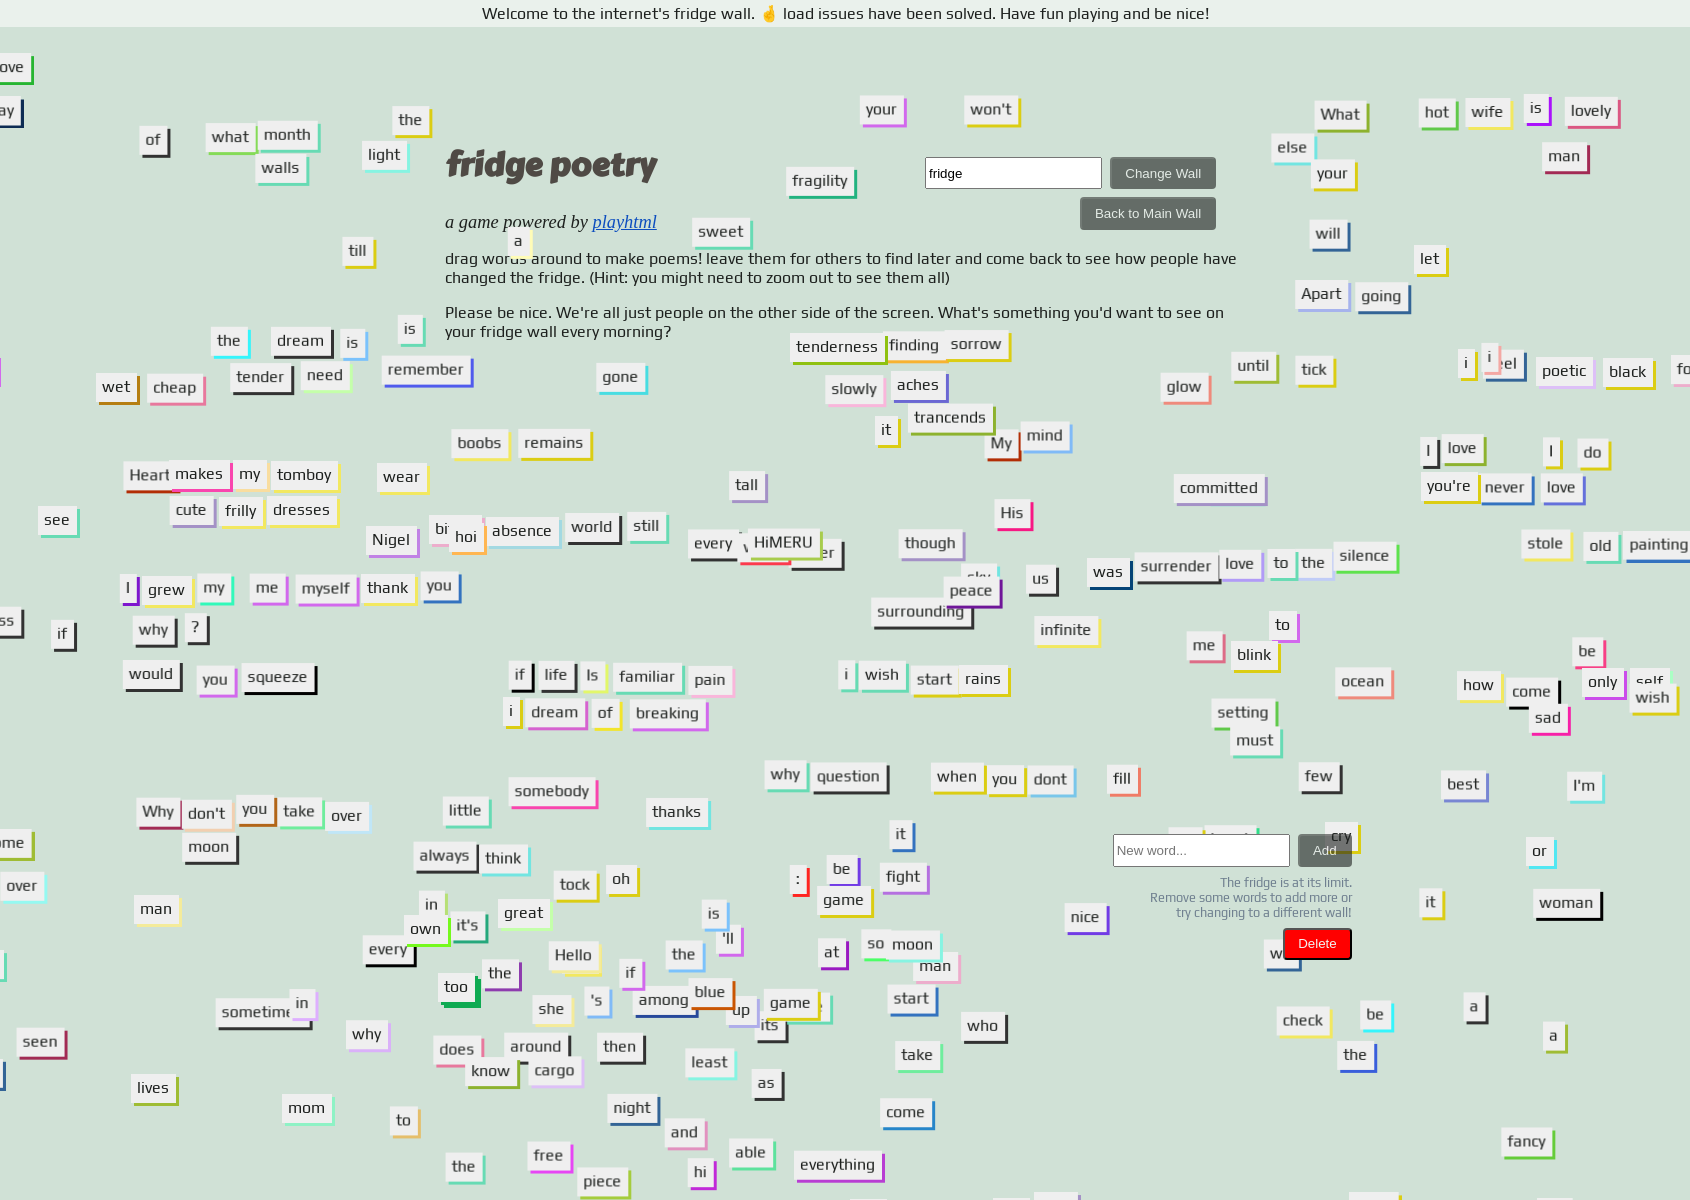 Welcome to the internet's fridge wall. 🤞 load issues have been solved. Have fun playing and be nice!
your won't
What hot wife is lovely
the
of what month
light
walls
else
man
fridge poetry
fridge Change Wall
fragility
your
Back to Main Wall
a game powered by playhtml
sweet
a
will
till
drag words around to make poems! leave them for others to find later and come back to see how people have
changed the fridge. (Hint: you might need to zoom out to see them all)
let
Apart going
Please be nice. We're all just people on the other side of the screen. What's something you'd want to see on
your fridge wall every morning?
the dream is is
tenderness finding sorrow
remember
wet cheap tender need
gone
slowly aches
glow until tick
i i poetic black
it trancends
My mind
boobs remains
I love I do
Heart makes my tomboy wear
tall
committed
you're never love
cute frilly dresses
see
His
Nigel hoi absence world still
every HiMERU
though
stole old painting
was surrender love to the silence
us
peace
surrounding
I grew my me myself thank you
if why ?
infinite
to
me blink
be
would you squeeze
if life Is familiar pain
i wish start rains
ocean
how come only self
wish
sad
i dream of breaking
setting
must
why question when you dont fill few
best I'm
somebody
Why don't you take over
little
thanks
moon
it
cry
New word... Add
or
always think
over
tock oh
: be fight
game
The fridge is at its limit.
Remove some words to add more or
try changing to a different wall!
man
in
own it's great
is
nice
it woman
every
Hello
the 'll
at so moon
man
Delete
too the
if
sometime in
she 's among blue
up game
its
start
who
check be a
the
a
seen
why
does around then
know cargo
least
take
lives
as
mom to
night
and
come
the free
able
hi everything
piece
fancy